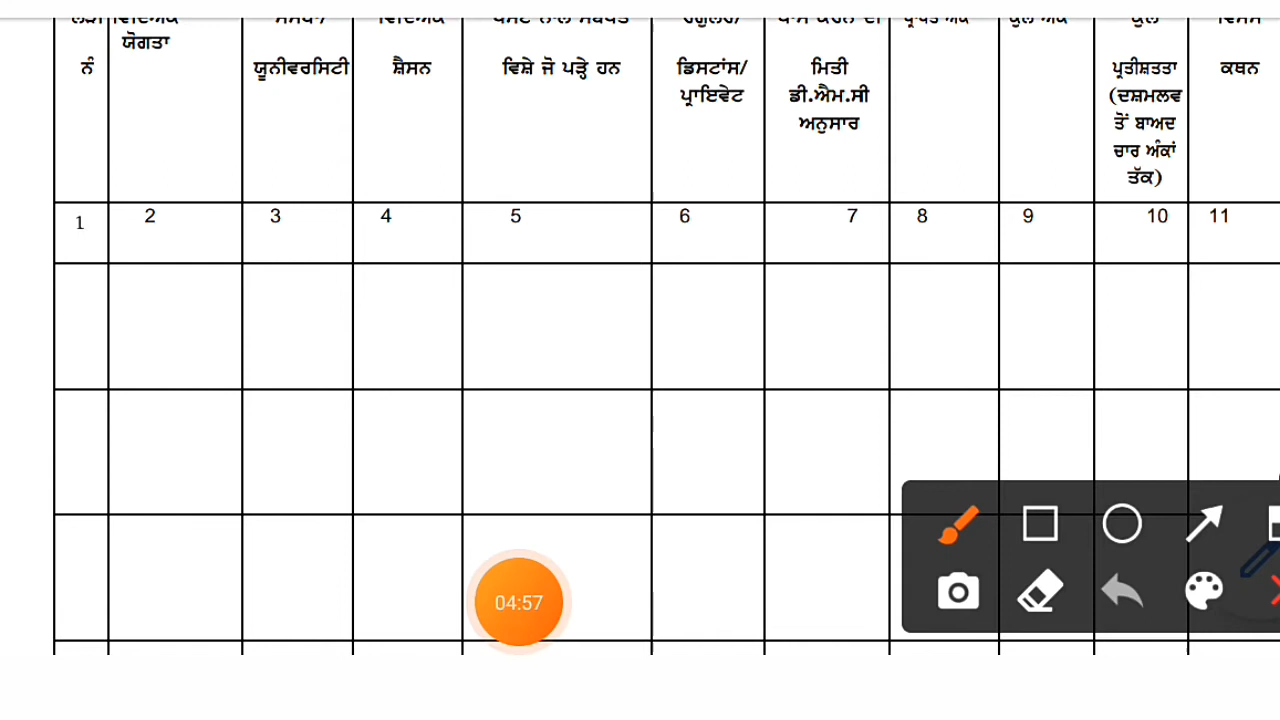 ਯੋਗਤਾ
ਨੰ ਯੂਨੀਵਰਸਿਟੀ ਸ਼ੈਸਨ ਵਿਸ਼ੇ ਜੋ ਪੜ੍ਹੇ ਹਨ ਡਿਸਟਾਂਸ/ ਮਿਤੀ ਪ੍ਰਤੀਸ਼ਤਤਾ ਕਥਨ
ਪ੍ਰਾਇਵੇਟ ਡੀ.ਐਮ.ਸੀ (ਦਸ਼ਮਲਵ
ਅਨੁਸਾਰ ਤੋਂ ਬਾਅਦ
ਚਾਰ ਅੰਕਾਂ
ਤੱਕ)
1 2 3 4 5 6 7 8 9 10 11
04:57